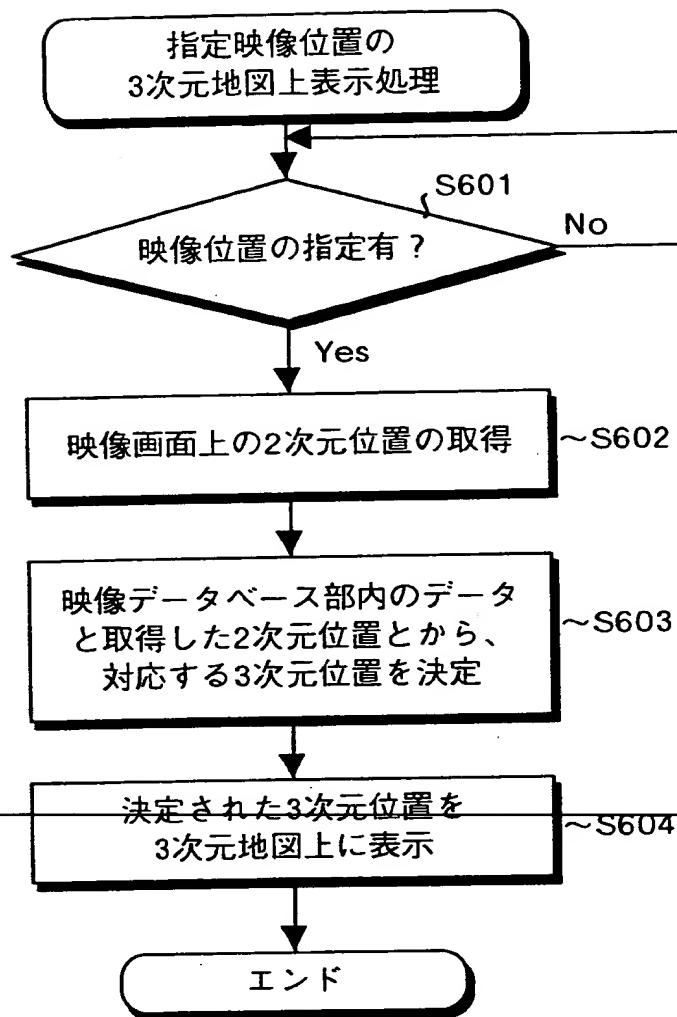 指定映像位置の
3次元地図上表示処理
S601
映像位置の指定有？
No
Yes
映像画面上の2次元位置の取得
～S602
映像データベース部内のデータ
と取得した2次元位置とから、
対応する3次元位置を決定
～S603
決定された3次元位置を
3次元地図上に表示
～S604
エンド